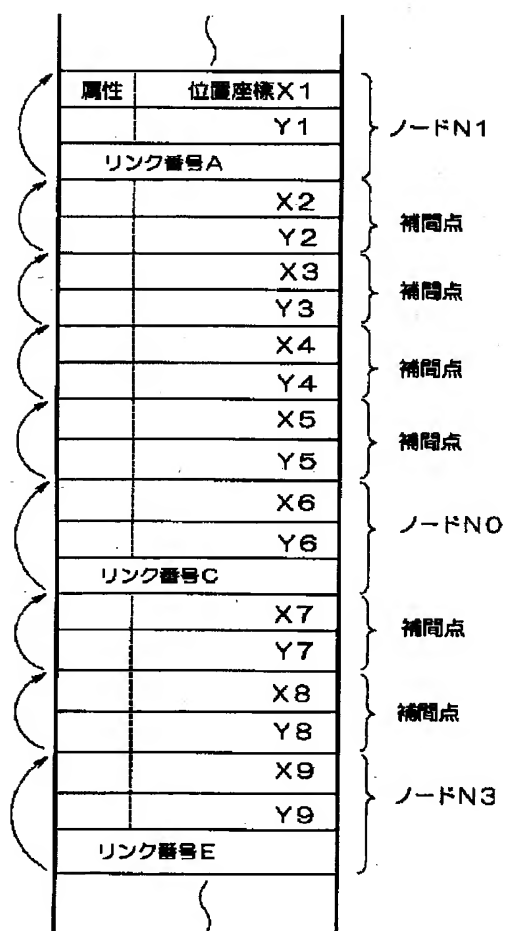 属性 位置座標X1
Y1
ノードN1
リンク番号A
X2
補間点
Y2
X3
補間点
Y3
X4
補間点
Y4
X5
補間点
Y5
X6
ノードN0
Y6
リンク番号C
X7
補間点
Y7
X8
補間点
Y8
X9
ノードN3
Y9
リンク番号E